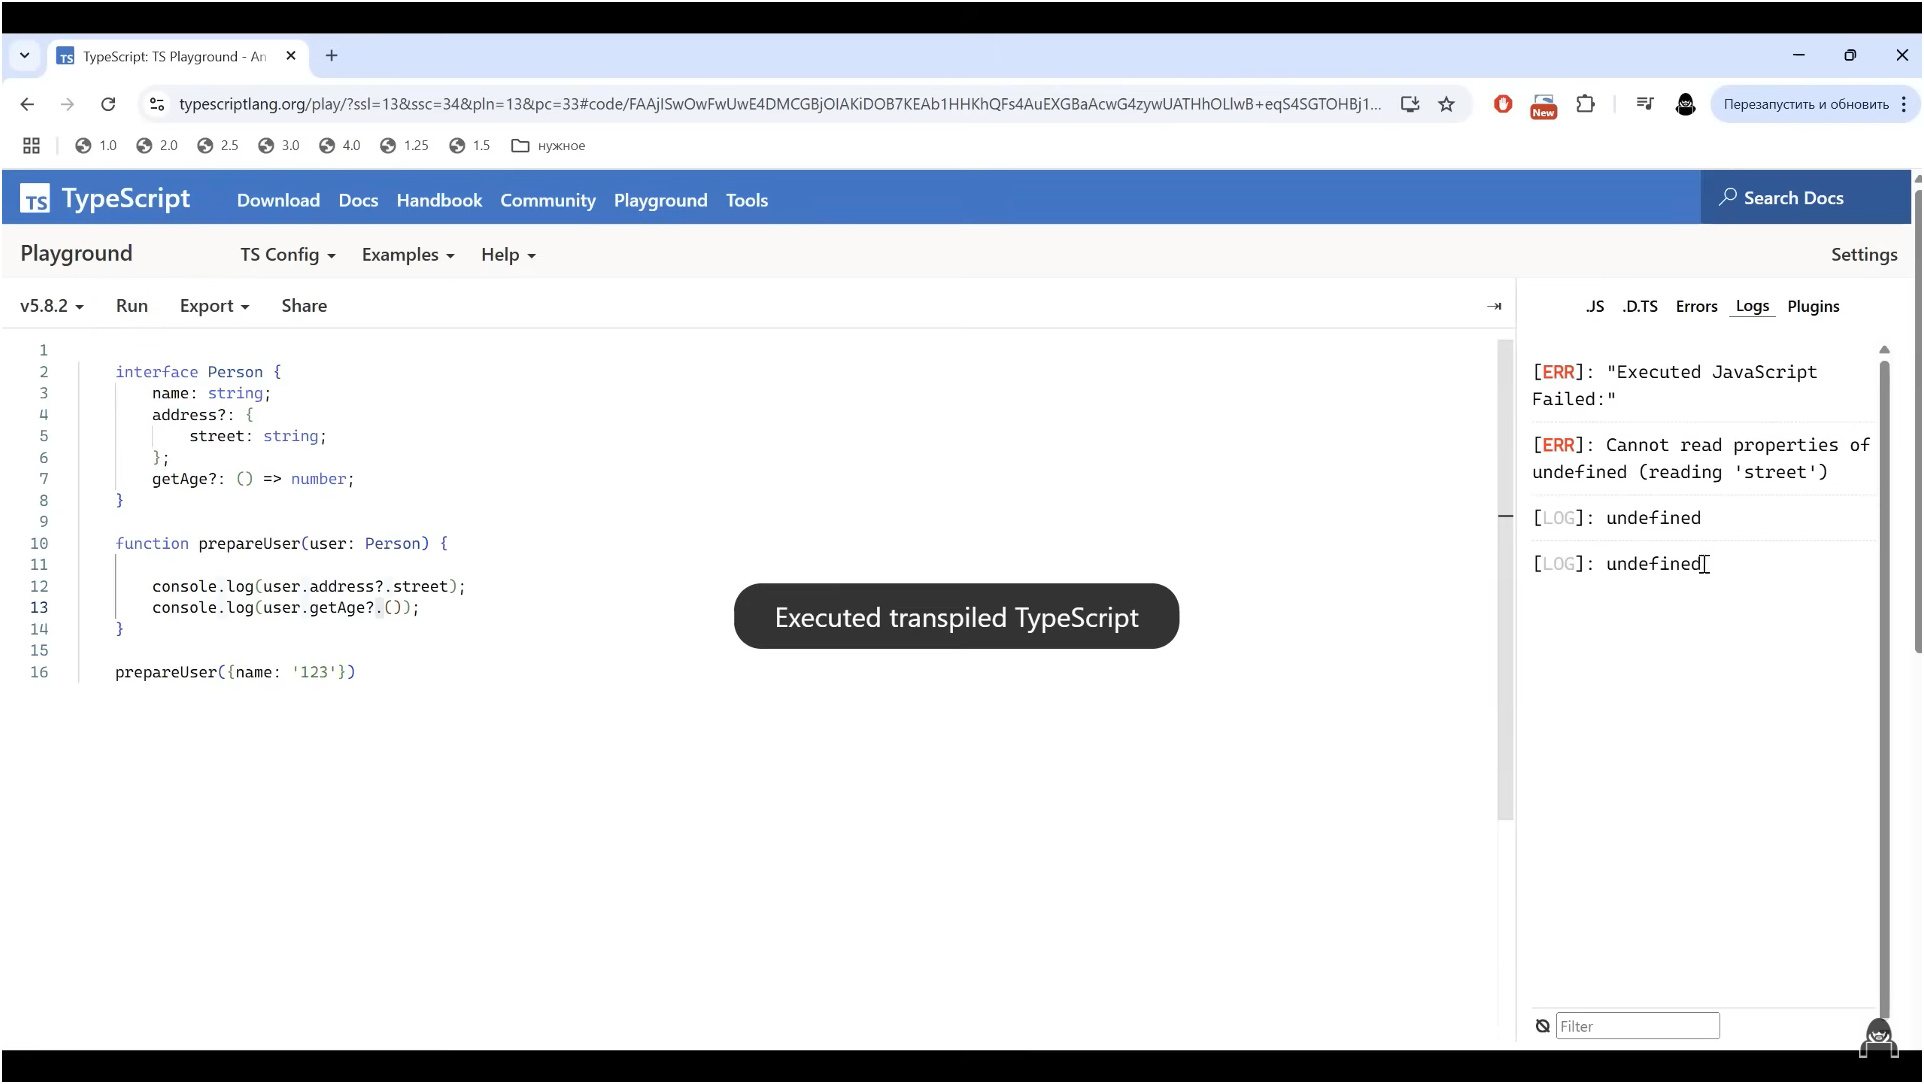 TS TypeScript: TS Playground - An
typescriptlang.org/play/?ssl=13&ssc=34&pln=13&pc=33#code/FAAjISwOwFwUwE4DMCGBjOIAKiDOB7KEAb1HHKhQFs4AuEXGBaAcwG4zywUATHhOLlwB+eqS4SGTOHBj1...
New
Перезапустить и обновить
1.0 2.0 2.5 3.0 4.0 1.25 1.5 нужное
TS TypeScript Download Docs Handbook Community Playground Tools Search Docs
Playground TS Config Examples Help Settings
v5.8.2 Run Export Share .JS .D.TS Errors Logs Plugins
1
2 interface Person {
3 name: string;
4 address?: {
5 street: string;
6 };
7 getAge?: () => number;
8 }
9
10 function prepareUser(user: Person) {
11
12 console.log(user.address?.street);
13 console.log(user.getAge?.());
14 }
15
16 prepareUser({name: '123'})
Executed transpiled TypeScript
[ERR]: "Executed JavaScript
Failed:"
[ERR]: Cannot read properties of
undefined (reading 'street')
[LOG]: undefined
[LOG]: undefined
Filter